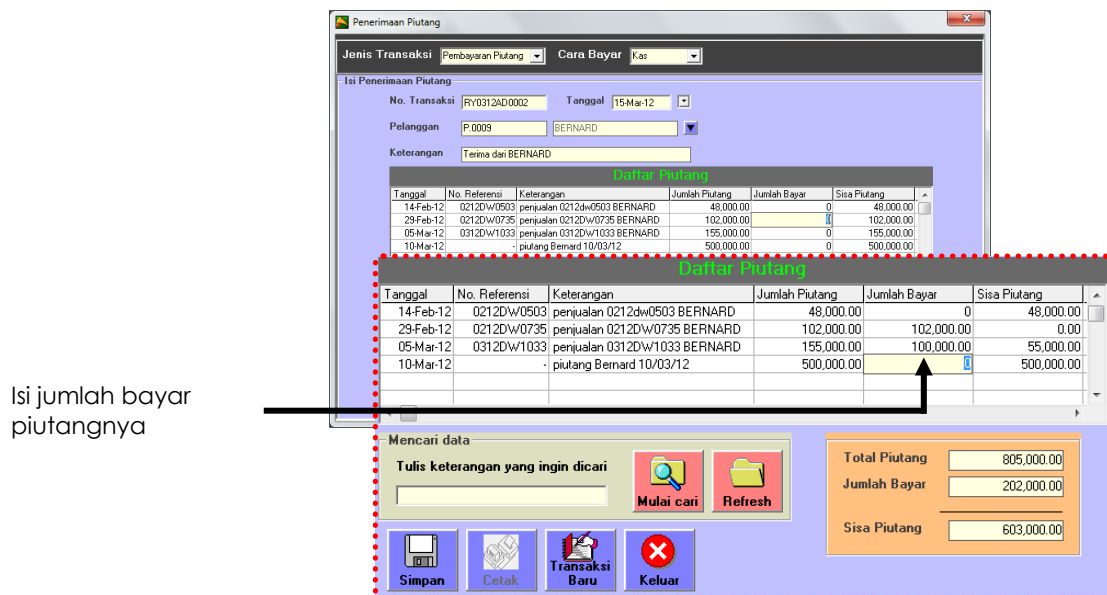 Penerimaan Piutang
Jenis Transaksi Pembayaran Piutang Cara Bayar Kas
Isi Penerimaan Piutang
No. Transaksi RY0312AD0002 Tanggal 15-Mar-12
Pelanggan P.0009 BERNARD
Keterangan Terima dari BERNARD
Daftar Piutang
Tanggal No. Referensi Keterangan Jumlah Piutang Jumlah Bayar Sisa Piutang
14-Feb-12 0212DW0503 penjualan 0212dw0503 BERNARD 48,000.00 0 48,000.00
29-Feb-12 0212DW0735 penjualan 0212DW0735 BERNARD 102,000.00 0 102,000.00
05-Mar-12 0312DW1033 penjualan 0312DW1033 BERNARD 155,000.00 0 155,000.00
10-Mar-12 - piutang Bernard 10/03/12 500,000.00 0 500,000.00
Daftar Piutang
Tanggal No. Referensi Keterangan Jumlah Piutang Jumlah Bayar Sisa Piutang
14-Feb-12 0212DW0503 penjualan 0212dw0503 BERNARD 48,000.00 0 48,000.00
29-Feb-12 0212DW0735 penjualan 0212DW0735 BERNARD 102,000.00 102,000.00 0.00
05-Mar-12 0312DW1033 penjualan 0312DW1033 BERNARD 155,000.00 100,000.00 55,000.00
10-Mar-12 - piutang Bernard 10/03/12 500,000.00 0 500,000.00
Isi jumlah bayar
piutangnya
Mencari data
Tulis keterangan yang ingin dicari
Mulai cari Refresh
Total Piutang 805,000.00
Jumlah Bayar 202,000.00
Sisa Piutang 603,000.00
Simpan Cetak Transaksi Baru Keluar